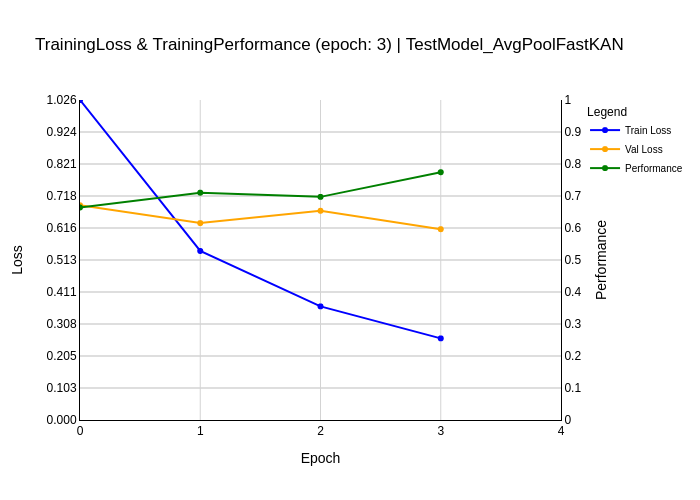 TrainingLoss & TrainingPerformance (epoch: 3) | TestModel_AvgPoolFastKAN
Legend
Train Loss
Val Loss
Performance
Loss
1.026
0.924
0.821
0.718
0.616
0.513
0.411
0.308
0.205
0.103
0.000
1
0.9
0.8
0.7
0.6
0.5
0.4
0.3
0.2
0.1
0
Performance
0 1 2 3 4
Epoch